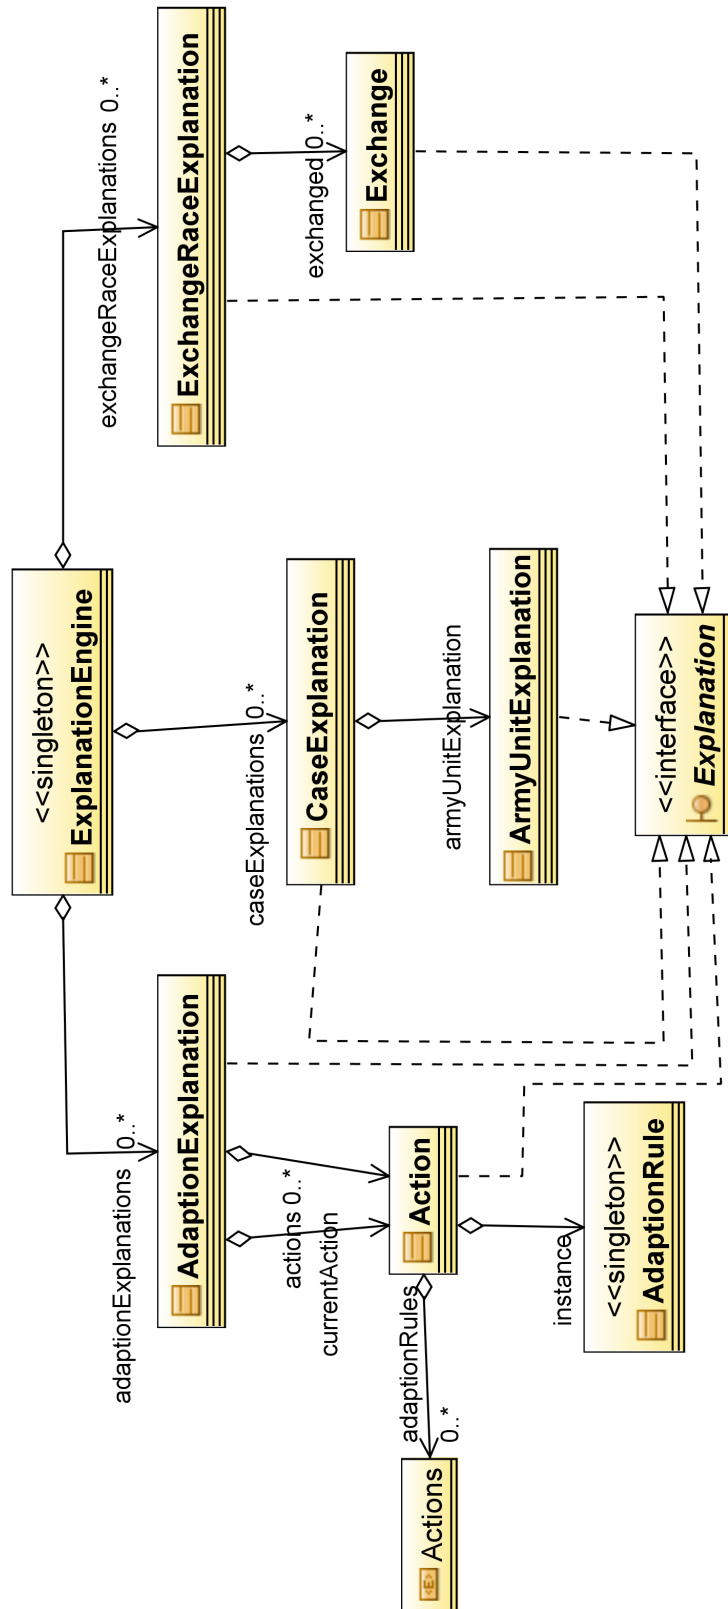 <<singleton>>
ExplanationEngine
adaptionExplanations 0..*
caseExplanations 0..*
exchangeRaceExplanations 0..*
AdaptionExplanation
CaseExplanation
ExchangeRaceExplanation
actions 0..*
currentAction
armyUnitExplanation
exchanged 0..*
Action
ArmyUnitExplanation
Exchange
adaptionRules
0..*
<E>
Actions
instance
<<singleton>>
AdaptionRule
<<interface>>
Explanation